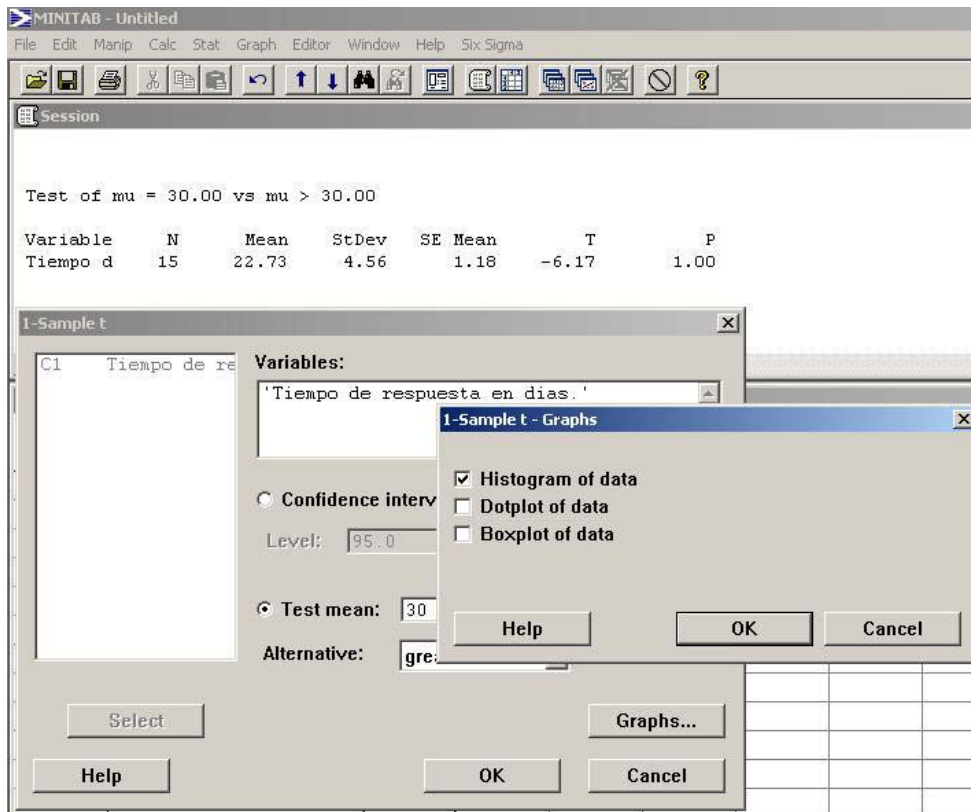 MINITAB - Untitled
File Edit Manip Calc Stat Graph Editor Window Help Six Sigma
Session
Test of mu = 30.00 vs mu > 30.00
Variable N Mean StDev SE Mean T P
Tiempo d 15 22.73 4.56 1.18 -6.17 1.00
1-Sample t
C1 Tiempo de re
Variables:
'Tiempo de respuesta en dias.'
1-Sample t - Graphs
Histogram of data
Dotplot of data
Boxplot of data
Help OK Cancel
Confidence interv
Level: 95.0
Test mean: 30
Alternative: grea
Select Graphs...
Help OK Cancel